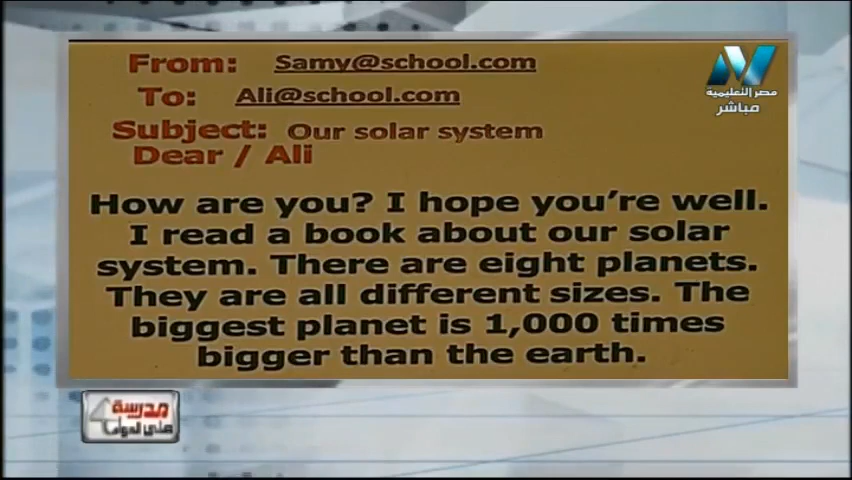 From: Samy@school.com
To: Ali@school.com
Subject: Our solar system
Dear / Ali
How are you? I hope you're well.
I read a book about our solar
system. There are eight planets.
They are all different sizes. The
biggest planet is 1,000 times
bigger than the earth.
مصر التعليمية
مباشر
مدرسة
على الهواء